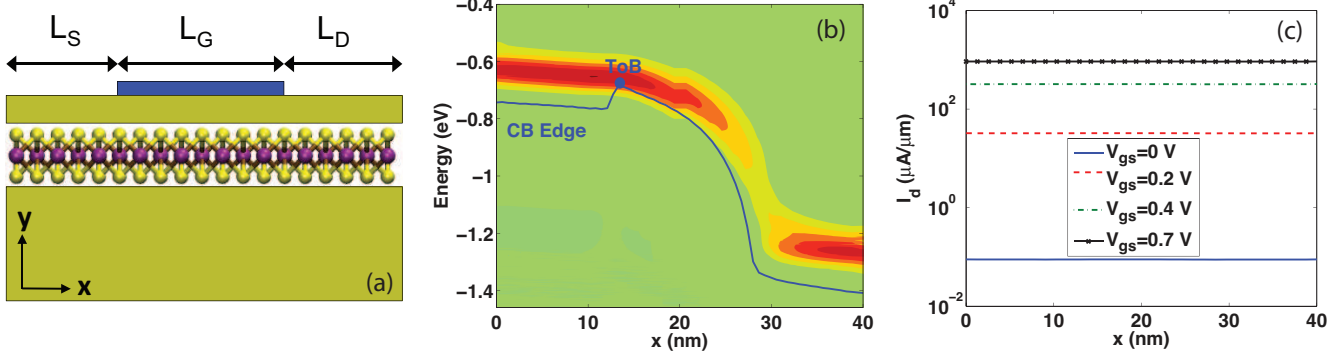 L_S L_G L_D
y
x
(a)
(b)
ToB
CB Edge
Energy (eV)
−0.4
−0.6
−0.8
−1
−1.2
−1.4
0 10 20 30 40
x (nm)
(c)
I_d (μA/μm)
10^4
10^2
10^0
10^−2
V_gs=0 V
V_gs=0.2 V
V_gs=0.4 V
V_gs=0.7 V
0 10 20 30 40
x (nm)